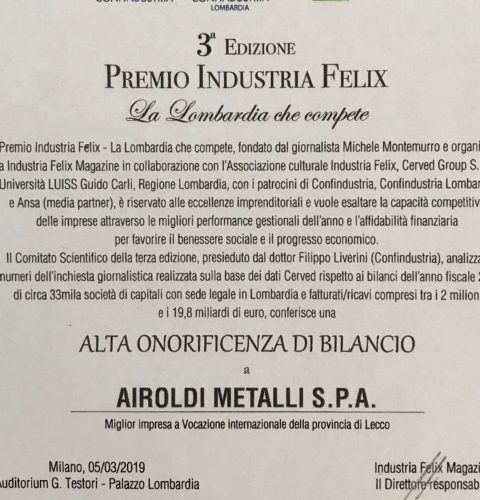 CONFINDUSTRIA CONFINDUSTRIA
LOMBARDIA
3ª EDIZIONE
PREMIO INDUSTRIA FELIX
La Lombardia che compete
Premio Industria Felix - La Lombardia che compete, fondato dal giornalista Michele Montemurro e organi
a Industria Felix Magazine in collaborazione con l'Associazione culturale Industria Felix, Cerved Group S.
Università LUISS Guido Carli, Regione Lombardia, con i patrocini di Confindustria, Confindustria Lombar
e Ansa (media partner), è riservato alle eccellenze imprenditoriali e vuole esaltare la capacità competitiv
delle imprese attraverso le migliori performance gestionali dell'anno e l'affidabilità finanziaria
per favorire il benessere sociale e il progresso economico.
Il Comitato Scientifico della terza edizione, presieduto dal dottor Filippo Liverini (Confindustria), analizza
numeri dell'inchiesta giornalistica realizzata sulla base dei dati Cerved rispetto ai bilanci dell'anno fiscale 2
di circa 33mila società di capitali con sede legale in Lombardia e fatturati/ricavi compresi tra i 2 milion
e i 19,8 miliardi di euro, conferisce una
ALTA ONORIFICENZA DI BILANCIO
a
AIROLDI METALLI S.P.A.
Miglior impresa a Vocazione internazionale della provincia di Lecco
Milano, 05/03/2019
Auditorium G. Testori - Palazzo Lombardia
Industria Felix Magazi
Il Direttore responsab